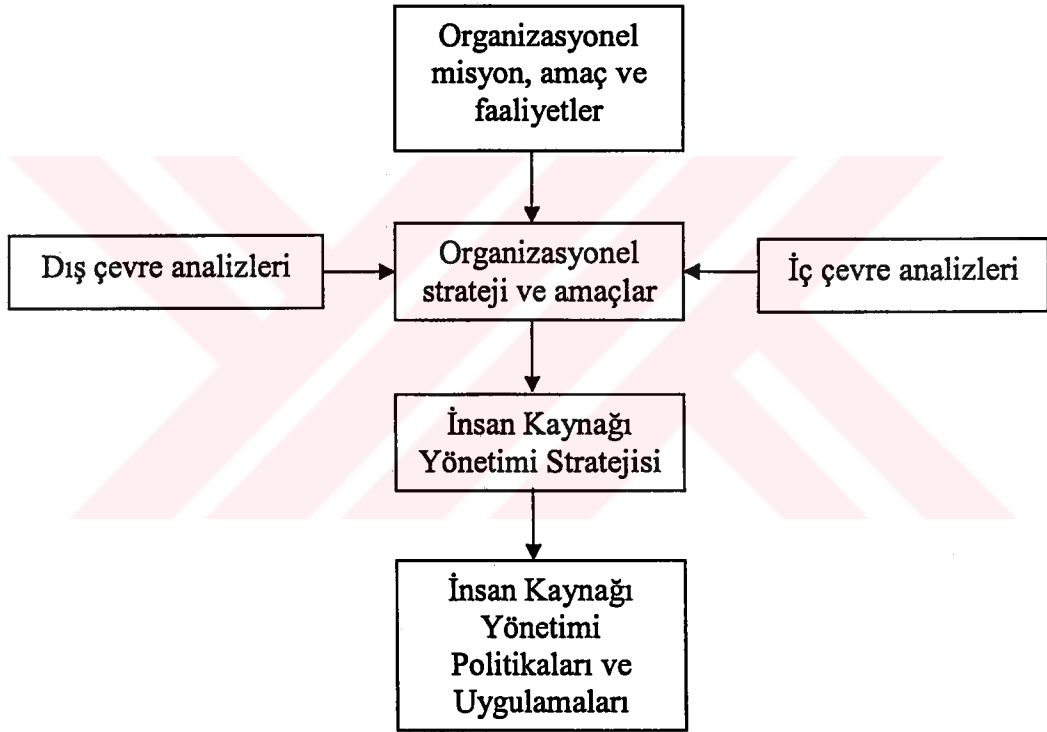 Organizasyonel
misyon, amaç ve
faaliyetler
Dış çevre analizleri
Organizasyonel
strateji ve amaçlar
İç çevre analizleri
İnsan Kaynağı
Yönetimi Stratejisi
İnsan Kaynağı
Yönetimi
Politikaları ve
Uygulamaları